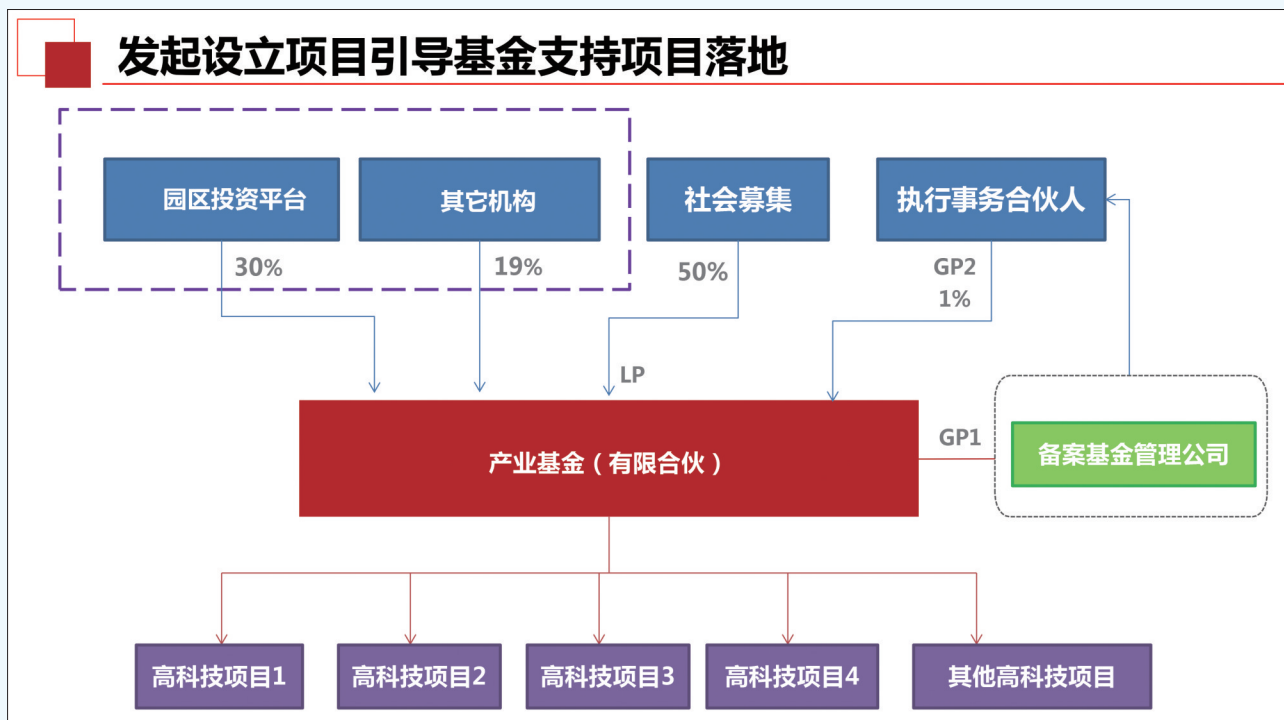 发起设立项目引导基金支持项目落地
园区投资平台
其它机构
社会募集
执行事务合伙人
30%
19%
50%
GP2
1%
LP
GP1
产业基金（有限合伙）
备案基金管理公司
高科技项目1
高科技项目2
高科技项目3
高科技项目4
其他高科技项目